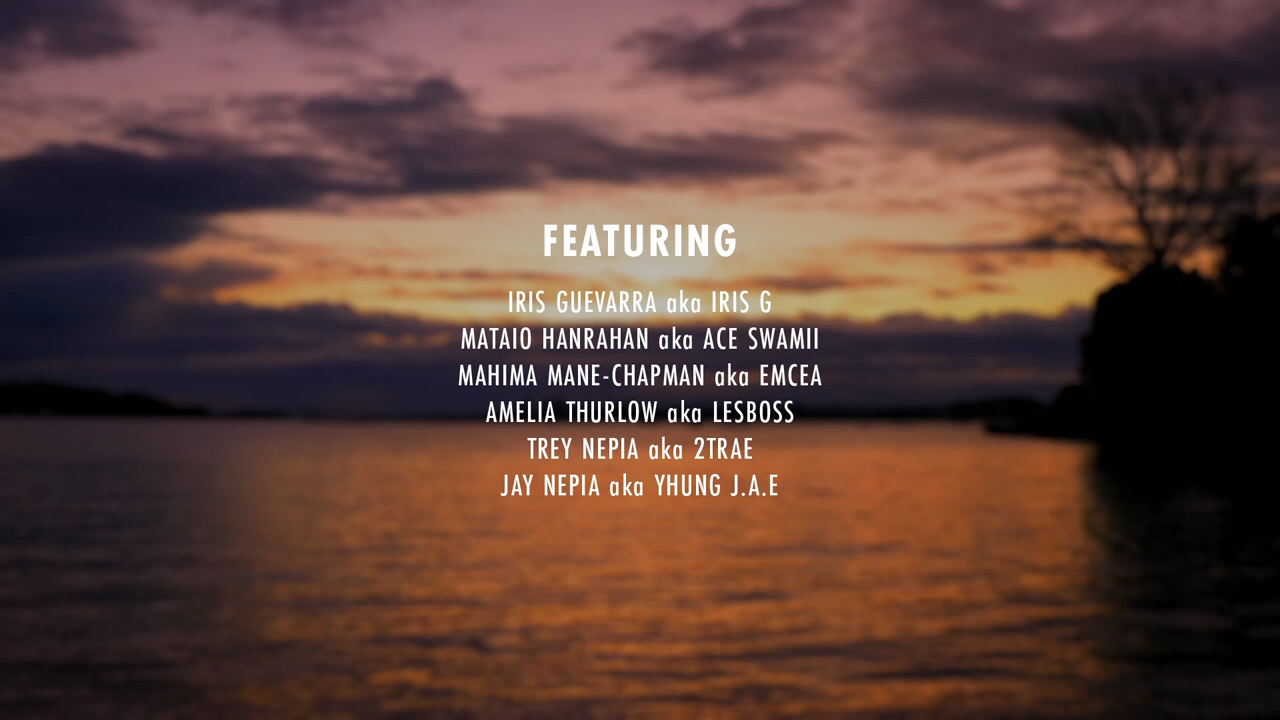 FEATURING
IRIS GUEVARRA aka IRIS G
MATAIO HANRAHAN aka ACE SWAMII
MAHIMA MANE-CHAPMAN aka EMCEA
AMELIA THURLOW aka LESBOSS
TREY NEPIA aka 2TRAE
JAY NEPIA aka YHUNG J.A.E